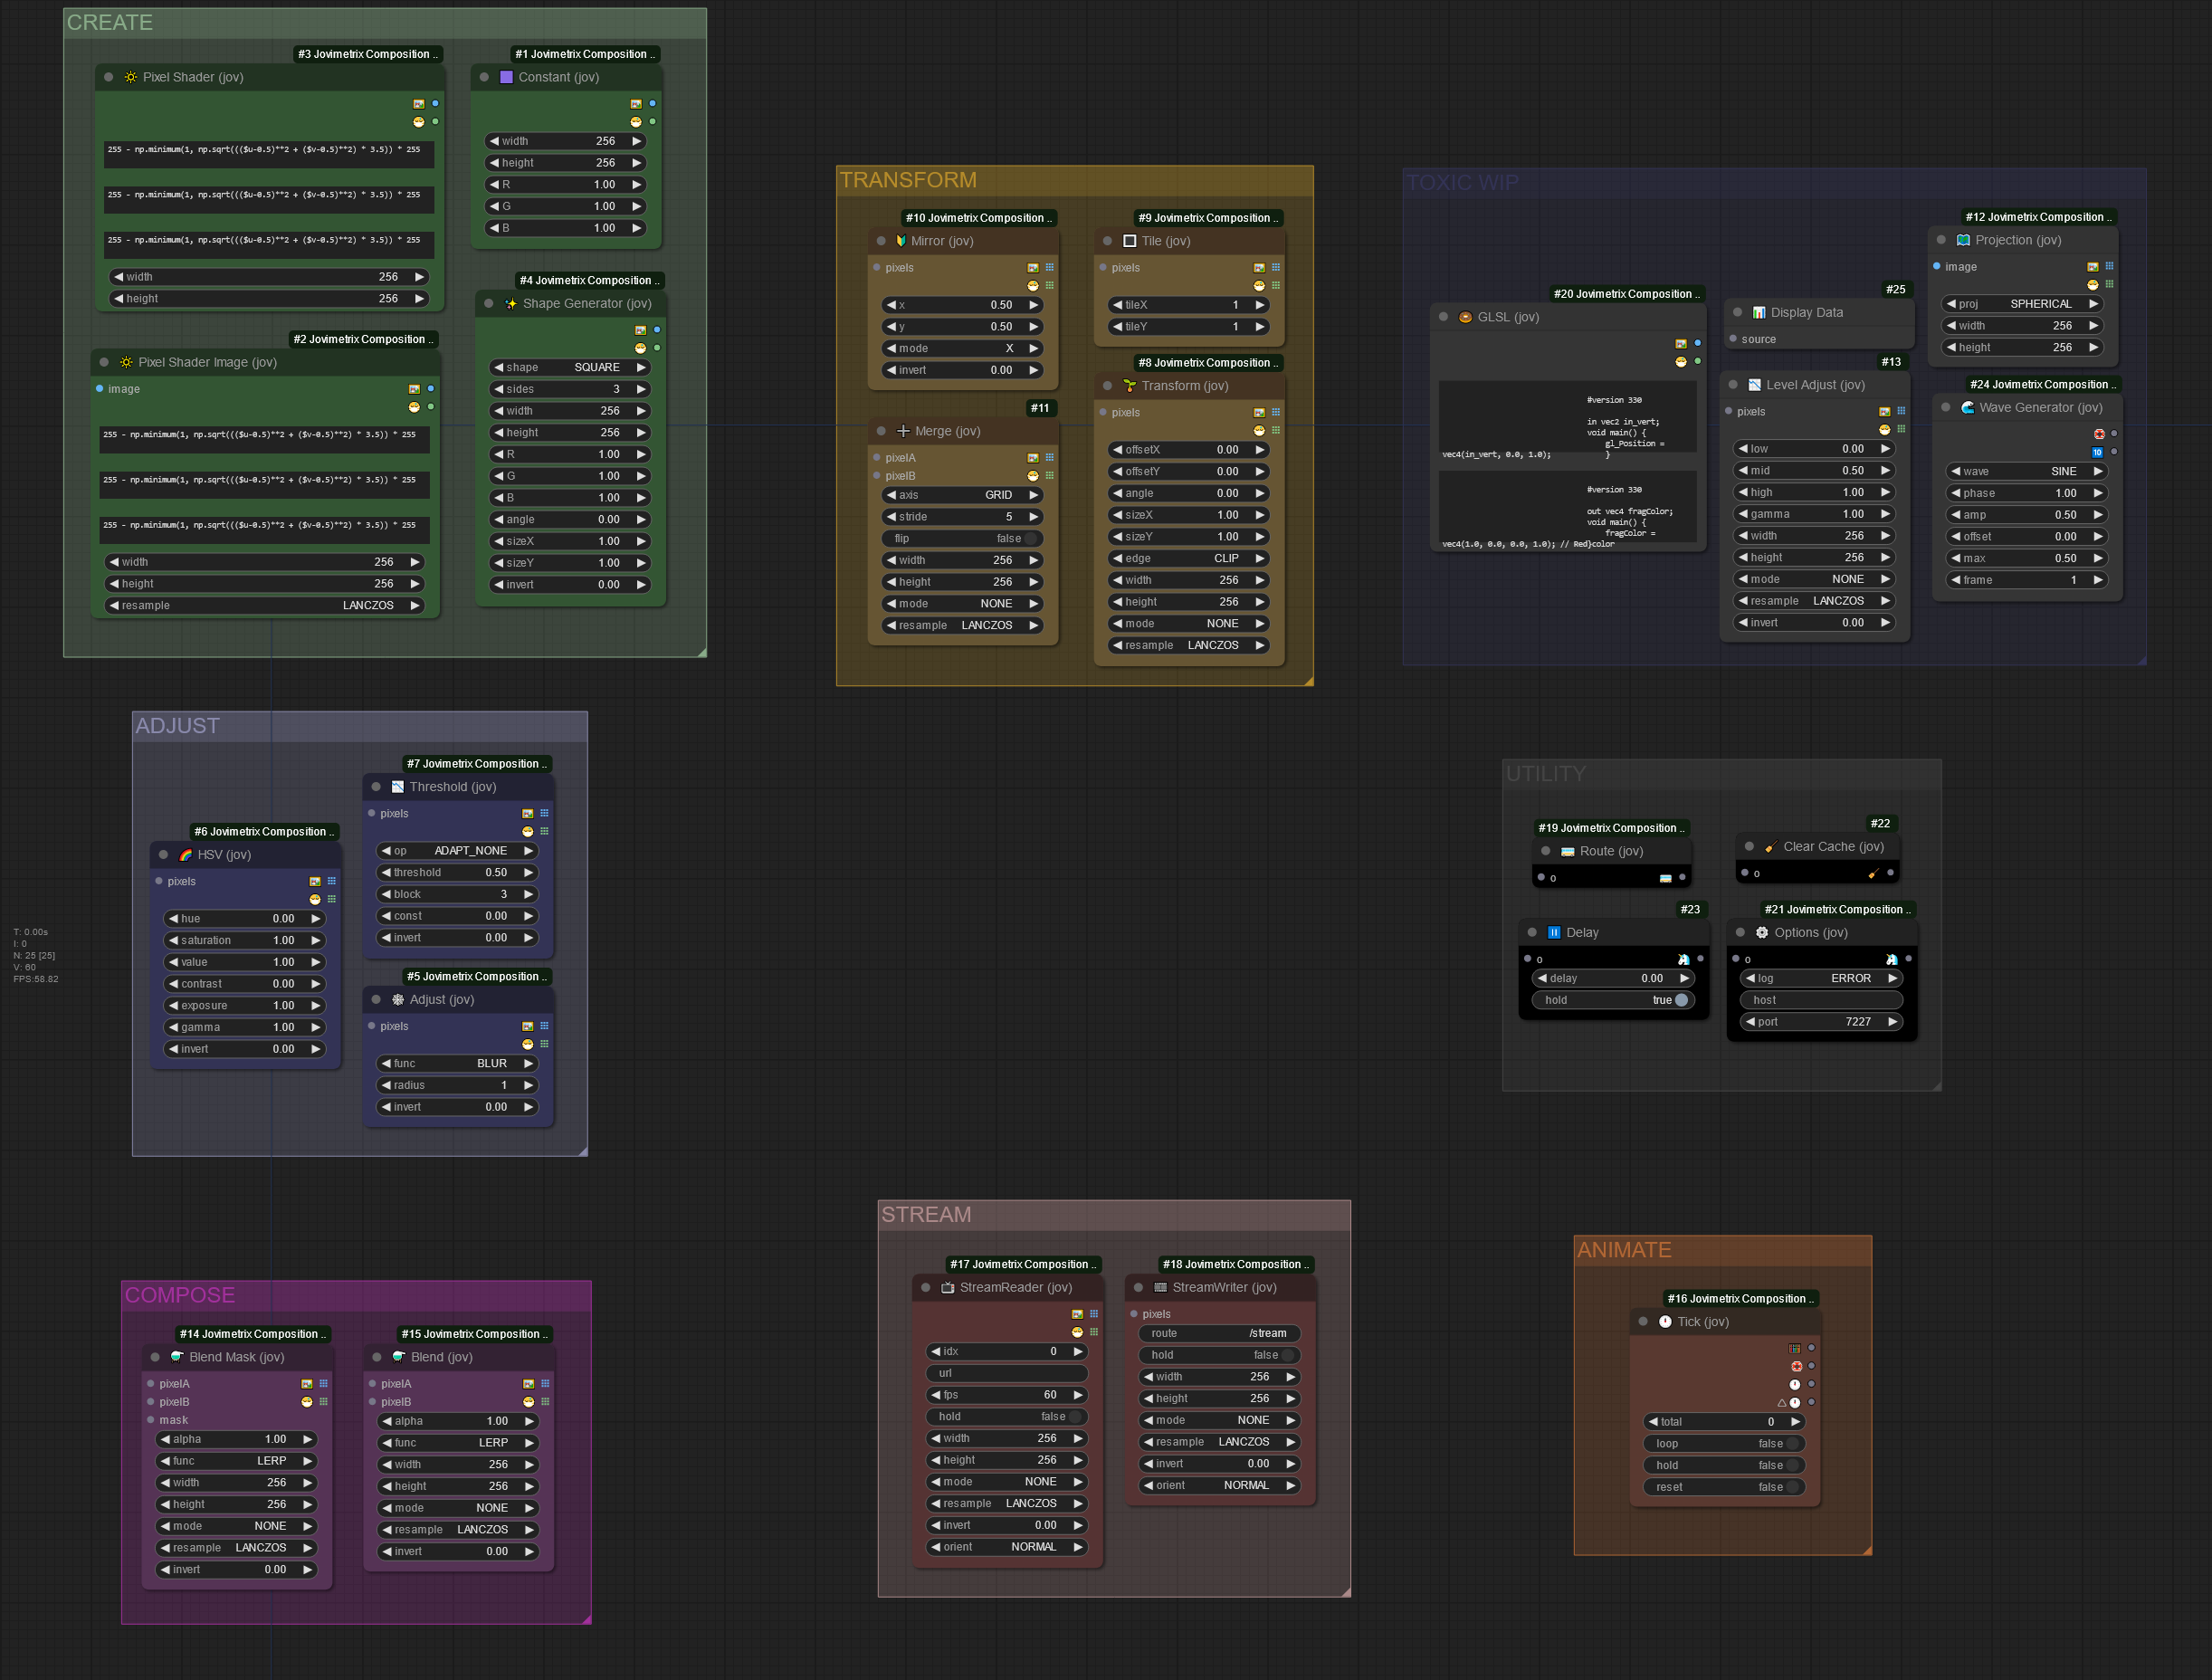 CREATE
#3 Jovimetrix Composition ..
Pixel Shader (jov)
255 - np.minimum(1, np.sqrt((($u-0.5)**2 + ($v-0.5)**2) * 3.5)) * 255
255 - np.minimum(1, np.sqrt((($u-0.5)**2 + ($v-0.5)**2) * 3.5)) * 255
255 - np.minimum(1, np.sqrt((($u-0.5)**2 + ($v-0.5)**2) * 3.5)) * 255
width 256
height 256
#1 Jovimetrix Composition ..
Constant (jov)
width 256
height 256
R 1.00
G 1.00
B 1.00
#2 Jovimetrix Composition ..
Pixel Shader Image (jov)
image
255 - np.minimum(1, np.sqrt((($u-0.5)**2 + ($v-0.5)**2) * 3.5)) * 255
255 - np.minimum(1, np.sqrt((($u-0.5)**2 + ($v-0.5)**2) * 3.5)) * 255
255 - np.minimum(1, np.sqrt((($u-0.5)**2 + ($v-0.5)**2) * 3.5)) * 255
width 256
height 256
resample LANCZOS
#4 Jovimetrix Composition ..
Shape Generator (jov)
shape SQUARE
sides 3
width 256
height 256
R 1.00
G 1.00
B 1.00
angle 0.00
sizeX 1.00
sizeY 1.00
invert 0.00
TRANSFORM
#10 Jovimetrix Composition ..
Mirror (jov)
pixels
x 0.50
y 0.50
mode X
invert 0.00
#9 Jovimetrix Composition ..
Tile (jov)
pixels
tileX 1
tileY 1
#11
Merge (jov)
pixelA
pixelB
axis GRID
stride 5
flip false
width 256
height 256
mode NONE
resample LANCZOS
#8 Jovimetrix Composition ..
Transform (jov)
pixels
offsetX 0.00
offsetY 0.00
angle 0.00
sizeX 1.00
sizeY 1.00
edge CLIP
width 256
height 256
mode NONE
resample LANCZOS
TOXIC WIP
#20 Jovimetrix Composition ..
GLSL (jov)
#version 330
in vec2 in_vert;
void main() {
gl_Position =
vec4(in_vert, 0.0, 1.0);
}
#version 330
out vec4 fragColor;
void main() {
fragColor =
vec4(1.0, 0.0, 0.0, 1.0); // Red}color
#25
Display Data
source
#13
Level Adjust (jov)
pixels
low 0.00
mid 0.50
high 1.00
gamma 1.00
width 256
height 256
mode NONE
resample LANCZOS
invert 0.00
#12 Jovimetrix Composition ..
Projection (jov)
image
proj SPHERICAL
width 256
height 256
#24 Jovimetrix Composition ..
Wave Generator (jov)
10
wave SINE
phase 1.00
amp 0.50
offset 0.00
max 0.50
frame 1
ADJUST
#6 Jovimetrix Composition ..
HSV (jov)
pixels
hue 0.00
saturation 1.00
value 1.00
contrast 0.00
exposure 1.00
gamma 1.00
invert 0.00
#7 Jovimetrix Composition ..
Threshold (jov)
pixels
op ADAPT_NONE
threshold 0.50
block 3
const 0.00
invert 0.00
#5 Jovimetrix Composition ..
Adjust (jov)
pixels
func BLUR
radius 1
invert 0.00
T: 0.00s
I: 0
N: 25 [25]
V: 60
FPS:58.82
UTILITY
#19 Jovimetrix Composition ..
Route (jov)
o
#22
Clear Cache (jov)
o
#23
Delay
o
delay 0.00
hold true
#21 Jovimetrix Composition ..
Options (jov)
o
log ERROR
host
port 7227
COMPOSE
#14 Jovimetrix Composition ..
Blend Mask (jov)
pixelA
pixelB
mask
alpha 1.00
func LERP
width 256
height 256
mode NONE
resample LANCZOS
invert 0.00
#15 Jovimetrix Composition ..
Blend (jov)
pixelA
pixelB
alpha 1.00
func LERP
width 256
height 256
mode NONE
resample LANCZOS
invert 0.00
STREAM
#17 Jovimetrix Composition ..
StreamReader (jov)
idx 0
url
fps 60
hold false
width 256
height 256
mode NONE
resample LANCZOS
invert 0.00
orient NORMAL
#18 Jovimetrix Composition ..
StreamWriter (jov)
pixels
route /stream
hold false
width 256
height 256
mode NONE
resample LANCZOS
invert 0.00
orient NORMAL
ANIMATE
#16 Jovimetrix Composition ..
Tick (jov)
total 0
loop false
hold false
reset false